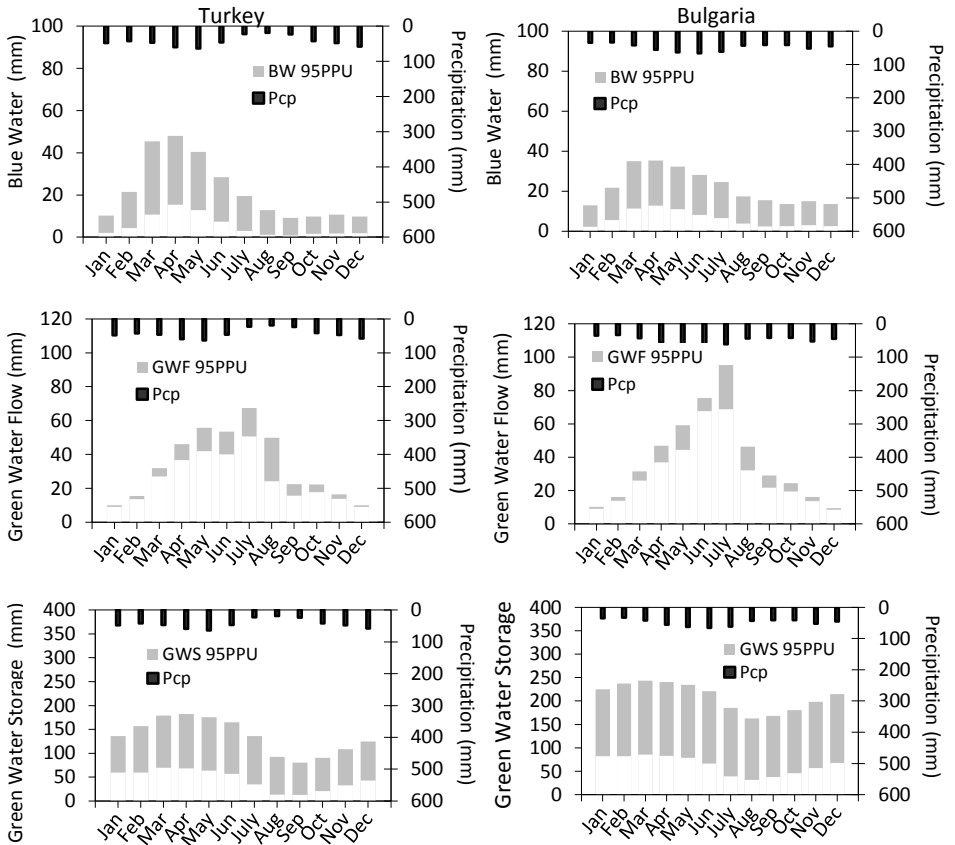 Turkey
Blue Water (mm)
100
80
60
40
20
0
BW 95PPU
Pcp
0
100
200
300
400
500
600
Precipitation (mm)
Jan Feb Mar Apr May Jun July Aug Sep Oct Nov Dec
Bulgaria
Blue Water (mm)
100
80
60
40
20
0
BW 95PPU
Pcp
0
100
200
300
400
500
600
Precipitation (mm)
Jan Feb Mar Apr May Jun July Aug Sep Oct Nov Dec
Green Water Flow (mm)
120
100
80
60
40
20
0
GWF 95PPU
Pcp
0
100
200
300
400
500
600
Precipitation (mm)
Jan Feb Mar Apr May Jun July Aug Sep Oct Nov Dec
Green Water Flow (mm)
120
100
80
60
40
20
0
GWF 95PPU
Pcp
0
100
200
300
400
500
600
Precipitation (mm)
Jan Feb Mar Apr May Jun July Aug Sep Oct Nov Dec
Green Water Storage (mm)
400
350
300
250
200
150
100
50
0
GWS 95PPU
Pcp
0
100
200
300
400
500
600
Precipitation (mm)
Jan Feb Mar Apr May Jun July Aug Sep Oct Nov Dec
Green Water Storage
400
350
300
250
200
150
100
50
0
GWS 95PPU
Pcp
0
100
200
300
400
500
600
Precipitation (mm)
Jan Feb Mar Apr May Jun July Aug Sep Oct Nov Dec